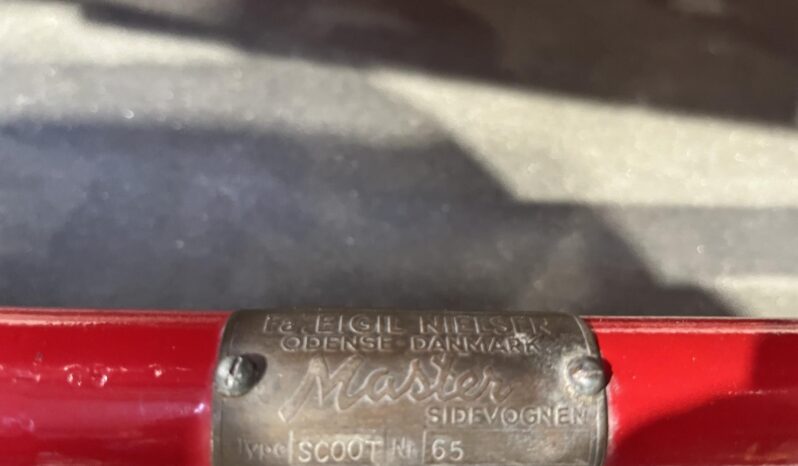 Fa. EIGIL NIELSEN
ODENSE - DANMARK
Master
SIDEVOGNEN
Type SCOOT Nr 65